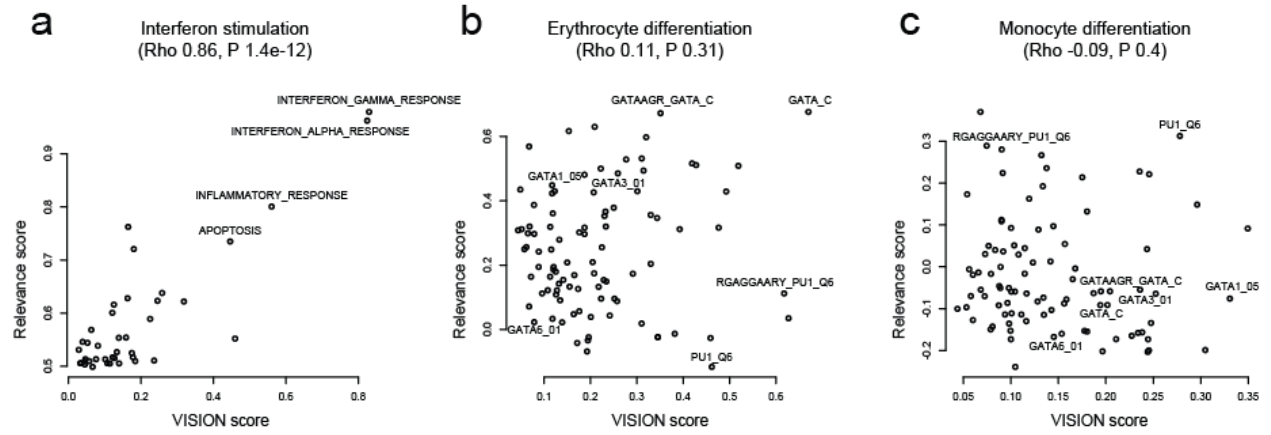 a
Interferon stimulation
(Rho 0.86, P 1.4e-12)
INTERFERON_GAMMA_RESPONSE
INTERFERON_ALPHA_RESPONSE
INFLAMMATORY_RESPONSE
APOPTOSIS
Relevance score
0.9
0.8
0.7
0.6
0.5
0.0 0.2 0.4 0.6 0.8
VISION score
b
Erythrocyte differentiation
(Rho 0.11, P 0.31)
GATAAGR_GATA_C
GATA_C
GATA1_05
GATA3_01
RGAGGAARY_PU1_Q6
GATA6_01
PU1_Q6
Relevance score
0.6
0.4
0.2
0.0
0.1 0.2 0.3 0.4 0.5 0.6
VISION score
c
Monocyte differentiation
(Rho -0.09, P 0.4)
PU1_Q6
RGAGGAARY_PU1_Q6
GATAAGR_GATA_C
GATA3_01
GATA1_05
GATA_C
GATA6_01
Relevance score
0.3
0.2
0.1
0.0
-0.1
-0.2
0.05 0.10 0.15 0.20 0.25 0.30 0.35
VISION score